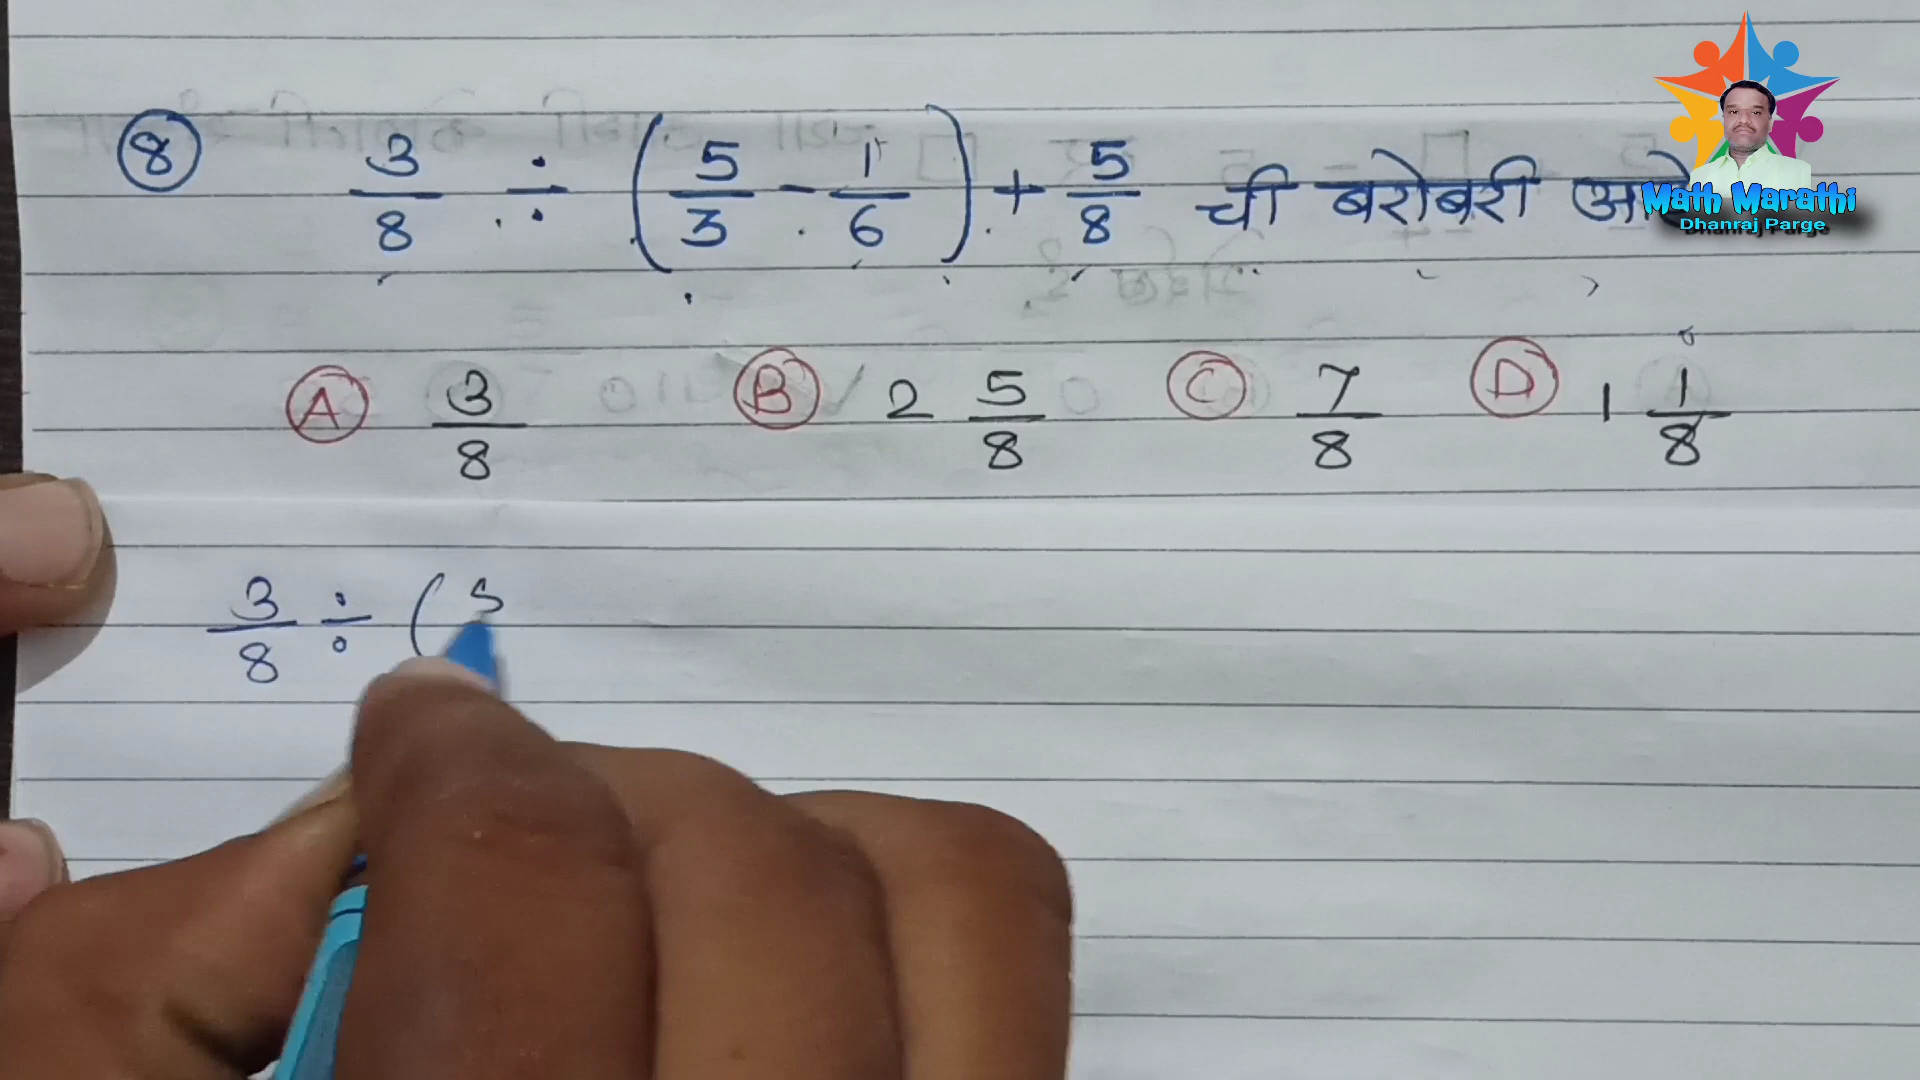 8 3/8 ÷ (5/3 - 1/6) + 5/8 ची बरोबरी आहे
Math Marathi
Dhanraj Parge
A 3/8 B 2 5/8 C 7/8 D 1 1/8
3/8 ÷ (5